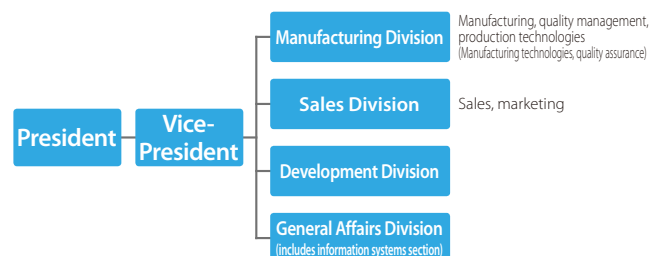 President
Vice-
President
Manufacturing Division
Manufacturing, quality management,
production technologies
(Manufacturing technologies, quality assurance)
Sales Division
Sales, marketing
Development Division
General Affairs Division
(includes information systems section)